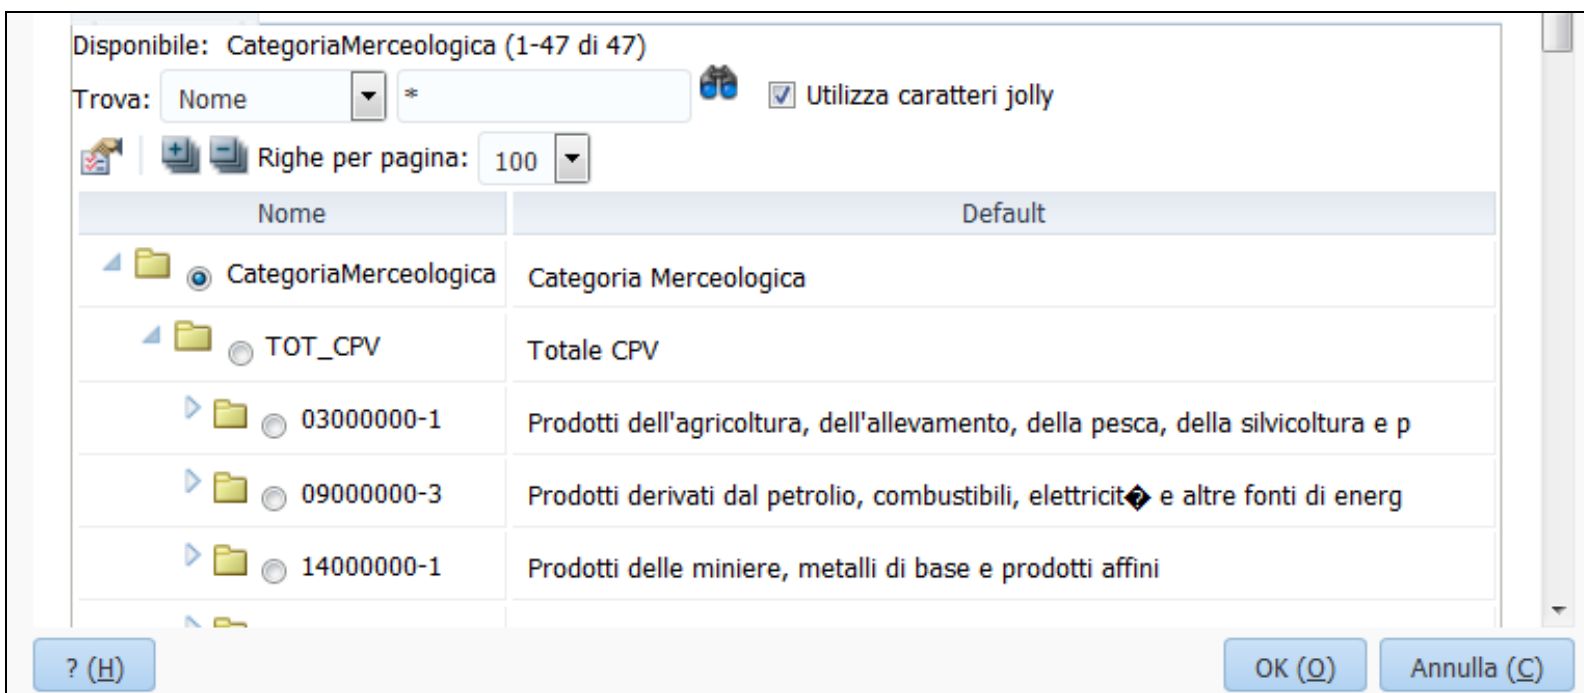 Disponibile: CategoriaMerceologica (1-47 di 47)
Trova: Nome * Utilizza caratteri jolly
Righe per pagina: 100
Nome Default
CategoriaMerceologica Categoria Merceologica
TOT_CPV Totale CPV
03000000-1 Prodotti dell'agricoltura, dell'allevamento, della pesca, della silvicoltura e p
09000000-3 Prodotti derivati dal petrolio, combustibili, elettricit� e altre fonti di energ
14000000-1 Prodotti delle miniere, metalli di base e prodotti affini
? (H) OK (O) Annulla (C)